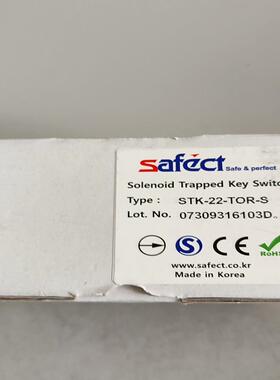 safect Safe & perfect
Solenoid Trapped Key Switc
Type : STK-22-TOR-S
Lot. No. 07309316103D..
S CE RoHS
www.safect.co.kr
Made in Korea